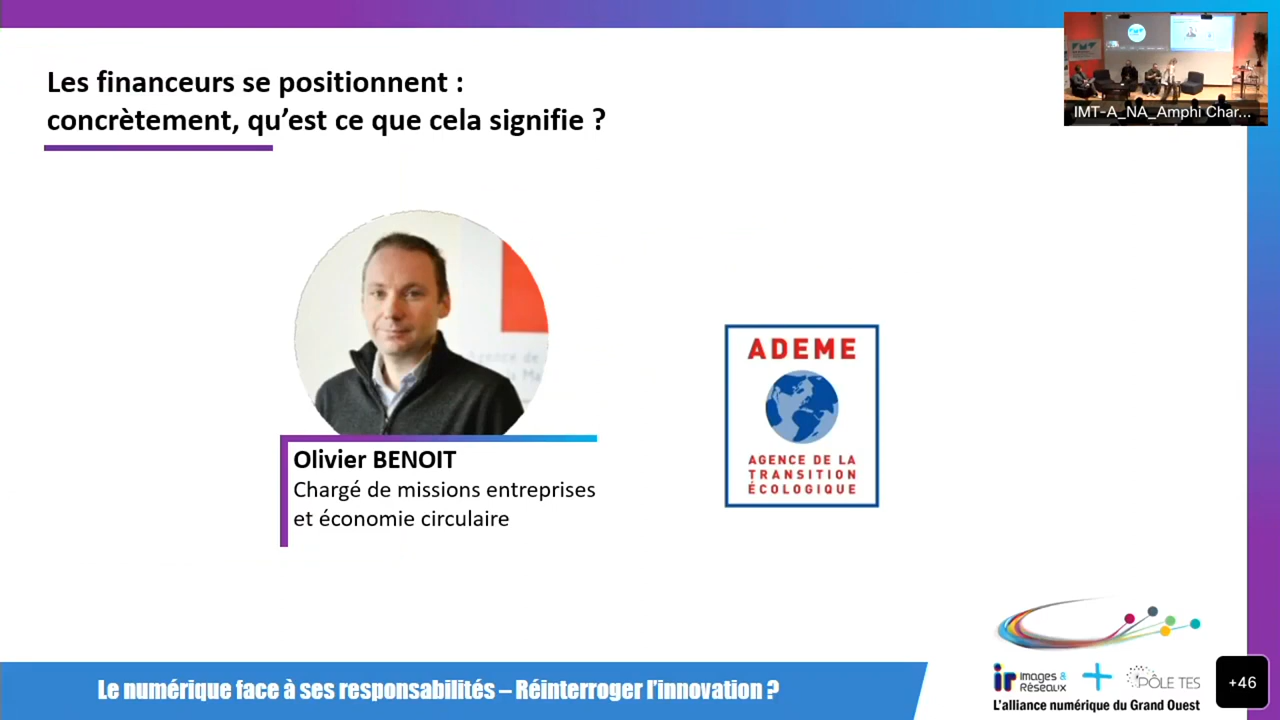 Les financeurs se positionnent :
concrètement, qu’est ce que cela signifie ?
IMT-A_NA_Amphi Char...
ADEME
AGENCE DE LA
TRANSITION
ÉCOLOGIQUE
Olivier BENOIT
Chargé de missions entreprises
et économie circulaire
Le numérique face à ses responsabilités – Réinterroger l’innovation ?
ir images & Réseaux + PÔLE TES
L’alliance numérique du Grand Ouest
+46